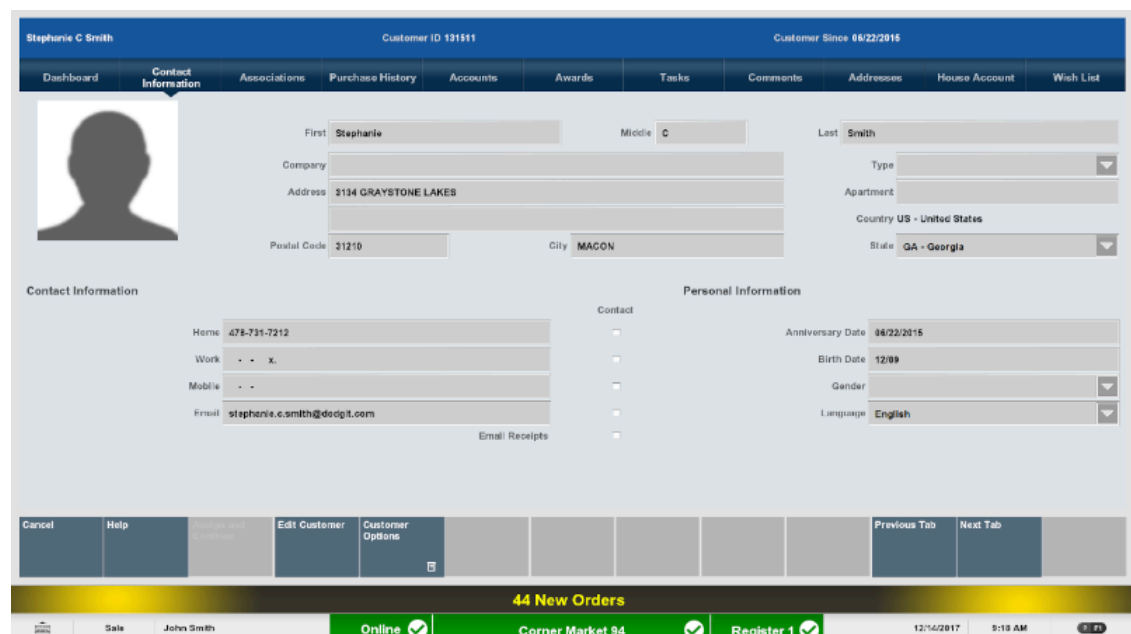 Stephanie C Smith Customer ID 131511 Customer Since 06/22/2015
Dashboard Contact Information Associations Purchase History Accounts Awards Tasks Comments Addresses House Account Wish List
First Stephanie Middle C Last Smith
Company Type
Address 3134 GRAYSTONE LAKES Apartment
Country US - United States
Postal Code 31210 City MACON State GA - Georgia
Contact Information Personal Information
Contact
Home 478-731-7212 Anniversary Date 06/22/2015
Work - - x. Birth Date 12/09
Mobile - - Gender
Email stephanie.c.smith@dodgit.com Language English
Email Receipts
Cancel Help Assign and Continue Edit Customer Customer Options Previous Tab Next Tab
44 New Orders
Sale John Smith Online Corner Market 94 Register 1 12/14/2017 9:18 AM